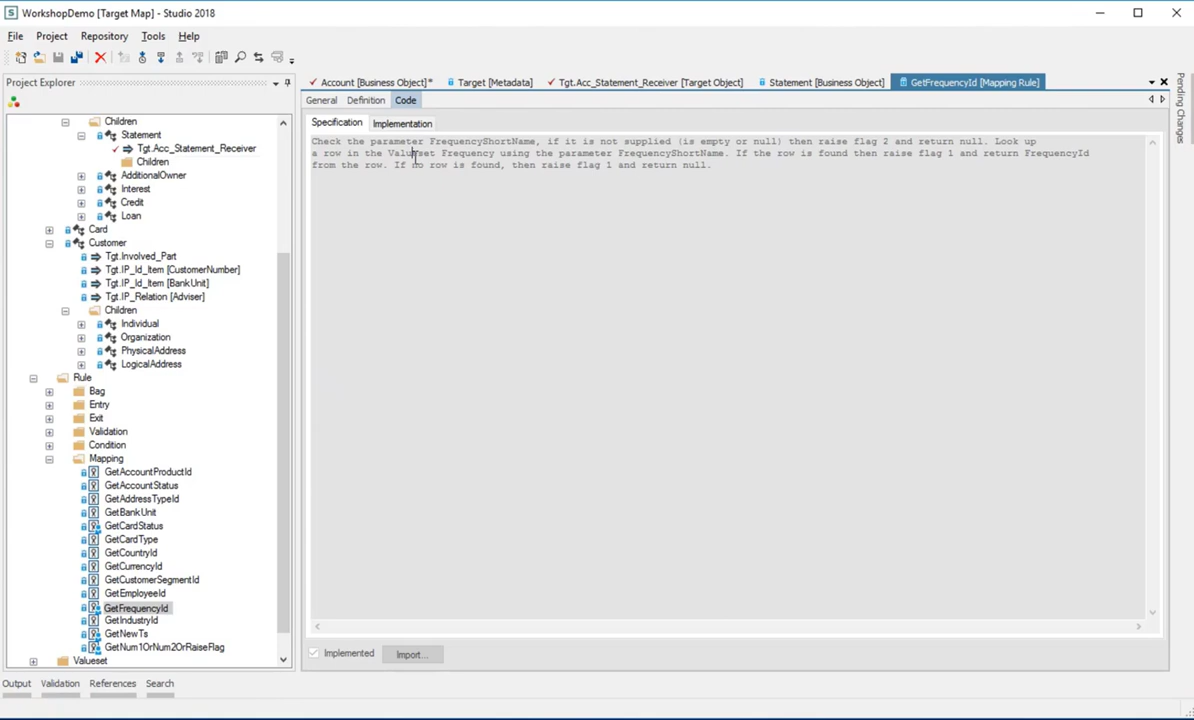 WorkshopDemo [Target Map] - Studio 2018
File Project Repository Tools Help
Project Explorer
Account [Business Object]* Target [Metadata] Tgt.Acc_Statement_Receiver [Target Object] Statement [Business Object] GetFrequencyId [Mapping Rule]
General Definition Code
Specification Implementation
Check the parameter FrequencyShortName, if it is not supplied (is empty or null) then raise flag 2 and return null. Look up
a row in the Valueset Frequency using the parameter FrequencyShortName. If the row is found then raise flag 1 and return FrequencyId
from the row. If no row is found, then raise flag 1 and return null.
Children
Statement
Tgt.Acc_Statement_Receiver
Children
AdditionalOwner
Interest
Credit
Loan
Card
Customer
Tgt.Involved_Part
Tgt.IP_Id_Item [CustomerNumber]
Tgt.IP_Id_Item [BankUnit]
Tgt.IP_Relation [Adviser]
Children
Individual
Organization
PhysicalAddress
LogicalAddress
Rule
Bag
Entry
Exit
Validation
Condition
Mapping
GetAccountProductId
GetAccountStatus
GetAddressTypeId
GetBankUnit
GetCardStatus
GetCardType
GetCountryId
GetCurrencyId
GetCustomerSegmentId
GetEmployeeId
GetFrequencyId
GetIndustryId
GetNewTs
GetNum1OrNum2OrRaiseFlag
Valueset
Implemented Import...
Output Validation References Search
Pending Changes